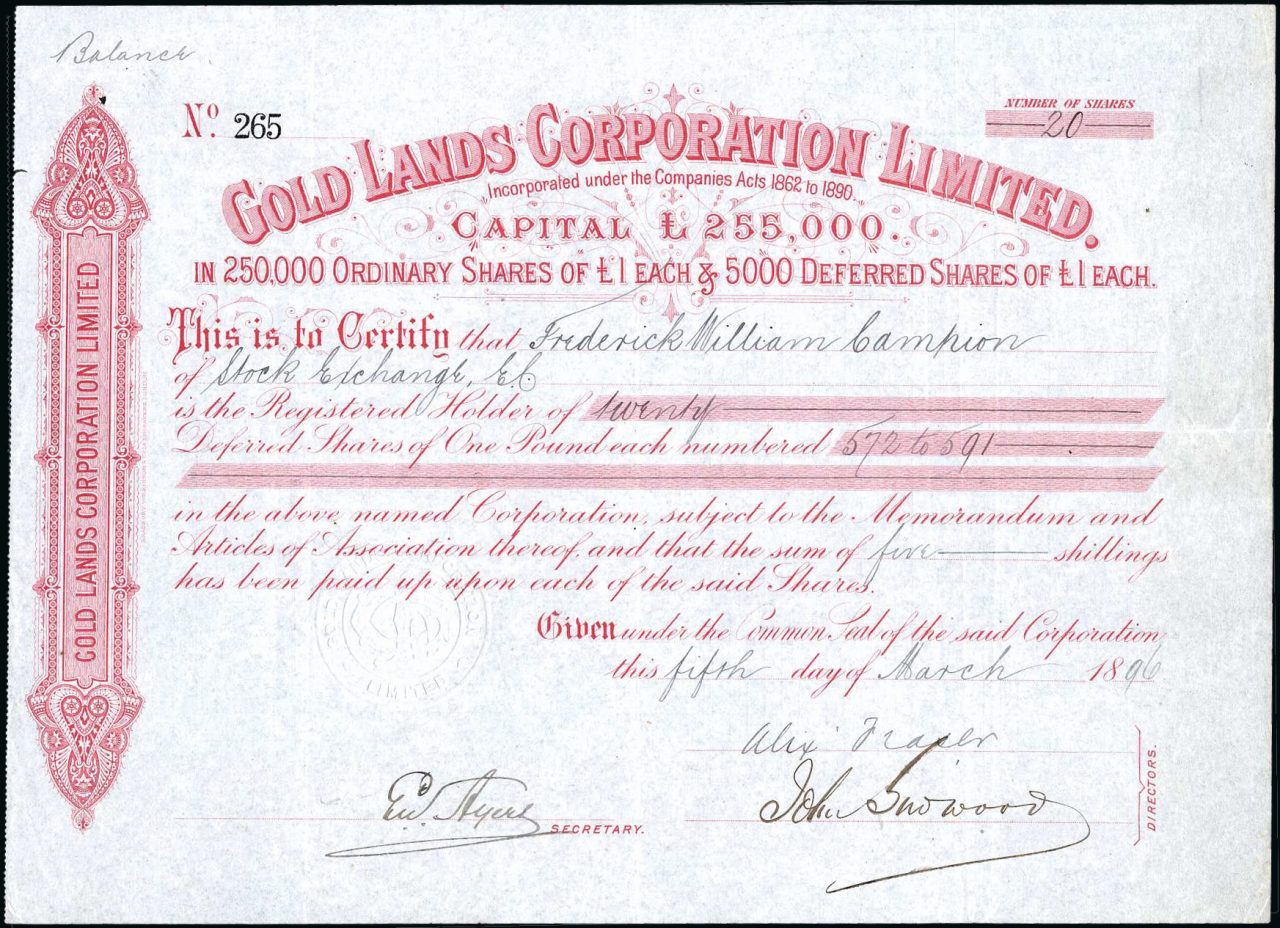 Balance
No. 265
NUMBER OF SHARES
20
GOLD LANDS CORPORATION LIMITED.
Incorporated under the Companies Acts 1862 to 1890.
CAPITAL £ 255,000.
IN 250,000 ORDINARY SHARES OF £1 EACH & 5000 DEFERRED SHARES OF £1 EACH.
This is to Certify that Frederick William Campion
of Stock Exchange, E.C
is the Registered Holder of twenty
Deferred Shares of One Pound each numbered 572 to 591
in the above named Corporation, subject to the Memorandum and
Articles of Association thereof, and that the sum of five shillings
has been paid up upon each of the said Shares.
Given under the Common Seal of the said Corporation
this fifth day of March 1896
Alex Fraser
John
DIRECTORS.
Ayers
SECRETARY.
GOLD LANDS CORPORATION LIMITED
LIMITED